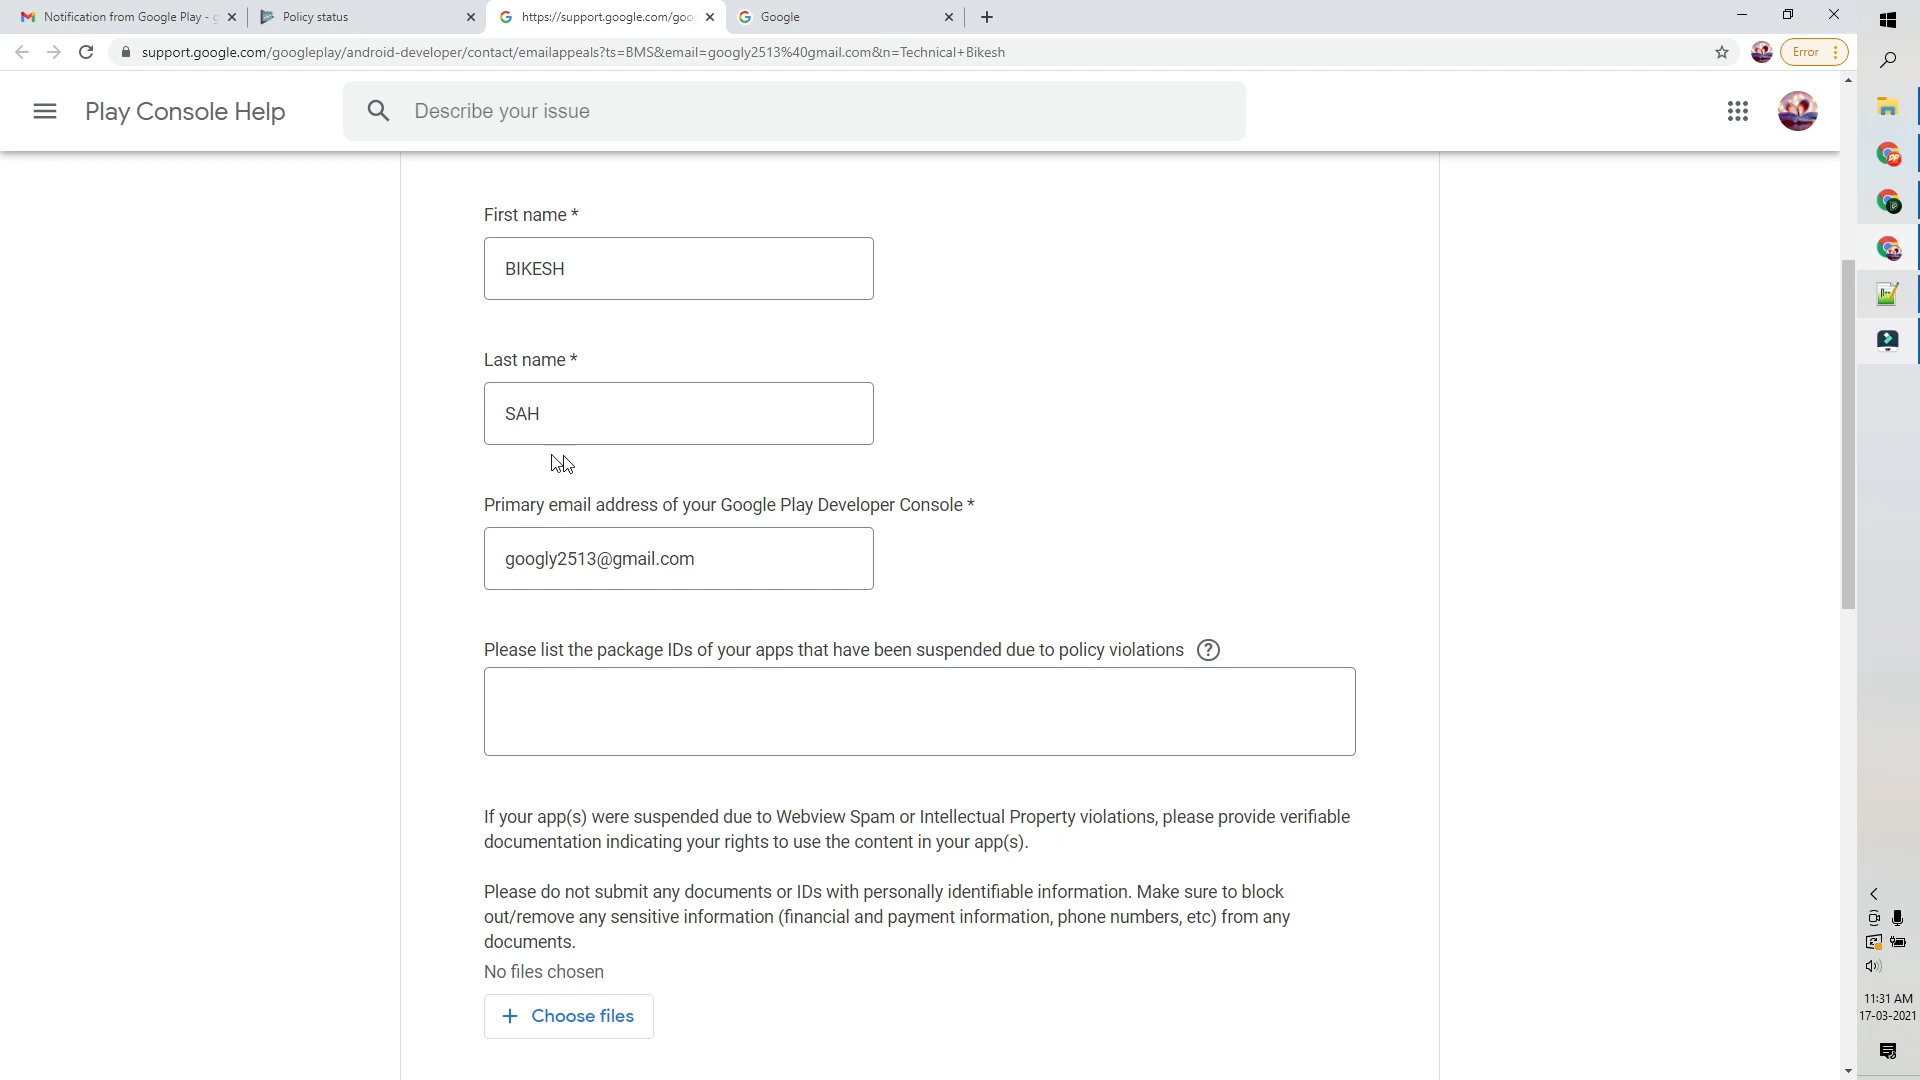 Notification from Google Play - g
Policy status
https://support.google.com/goo
Google
support.google.com/googleplay/android-developer/contact/emailappeals?ts=BMS&email=googly2513%40gmail.com&n=Technical+Bikesh
Error
Play Console Help
Describe your issue
First name *
BIKESH
Last name *
SAH
Primary email address of your Google Play Developer Console *
googly2513@gmail.com
Please list the package IDs of your apps that have been suspended due to policy violations
If your app(s) were suspended due to Webview Spam or Intellectual Property violations, please provide verifiable
documentation indicating your rights to use the content in your app(s).
Please do not submit any documents or IDs with personally identifiable information. Make sure to block
out/remove any sensitive information (financial and payment information, phone numbers, etc) from any
documents.
No files chosen
+ Choose files
11:31 AM
17-03-2021